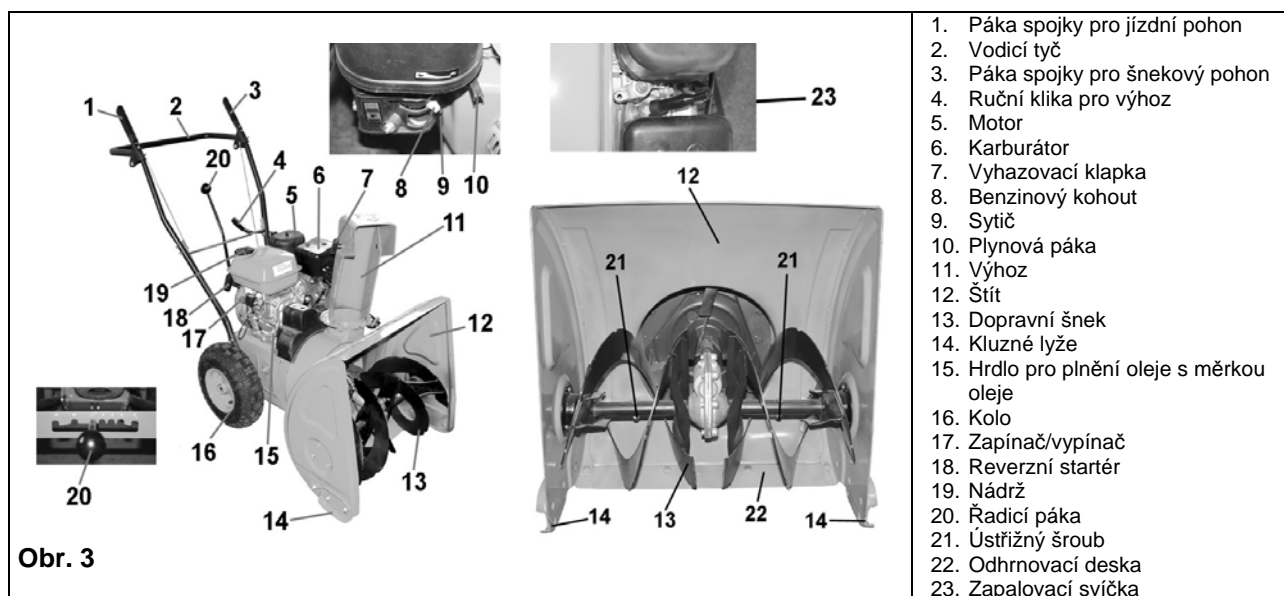 1
2
3
20
4
5
6
7
8
9
10
11
23
12
21
21
19
18
17
12
16
15
13
20
14
14
13
22
14
Obr. 3
1. Páka spojky pro jízdní pohon
2. Vodicí tyč
3. Páka spojky pro šnekový pohon
4. Ruční klika pro výhoz
5. Motor
6. Karburátor
7. Vyhazovací klapka
8. Benzinový kohout
9. Sytič
10. Plynová páka
11. Výhoz
12. Štít
13. Dopravní šnek
14. Kluzné lyže
15. Hrdlo pro plnění oleje s měrkou
oleje
16. Kolo
17. Zapínač/vypínač
18. Reverzní startér
19. Nádrž
20. Řadicí páka
21. Ústřižný šroub
22. Odhrnovací deska
23. Zapalovací svíčka